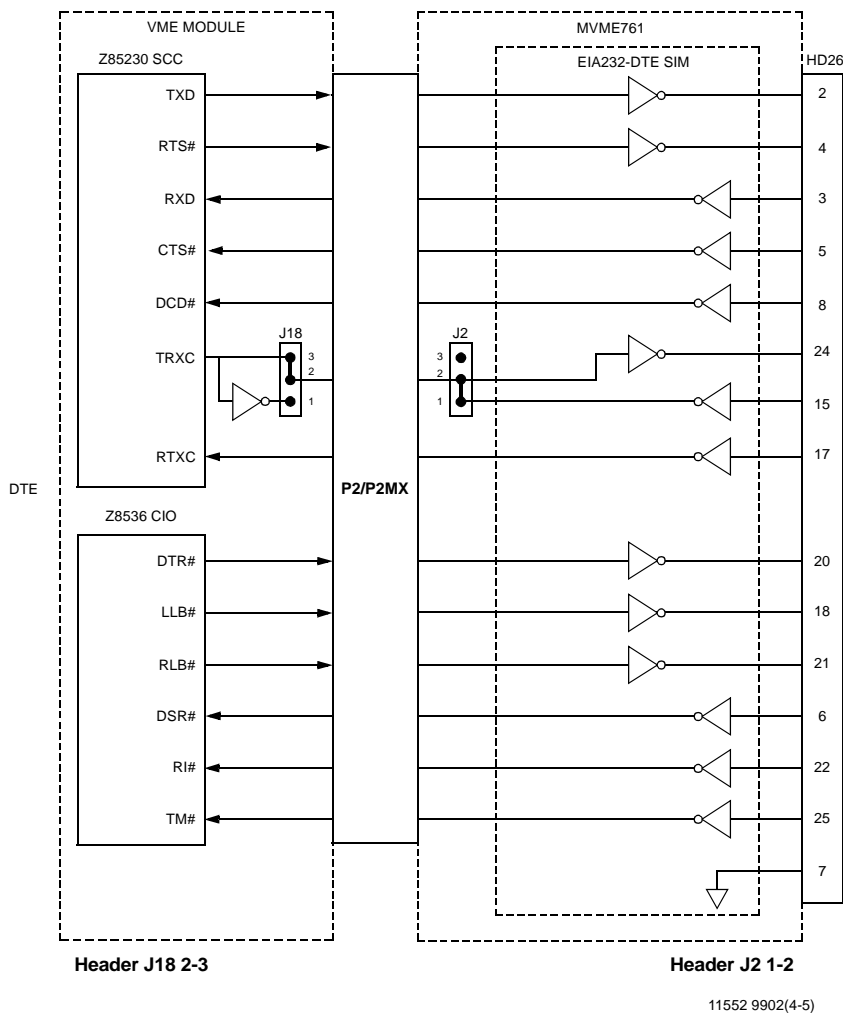 VME MODULE
MVME761
Z85230 SCC
EIA232-DTE SIM
HD26
TXD
2
RTS#
4
RXD
3
CTS#
5
DCD#
8
J18
J2
TRXC
3
2
1
3
2
1
24
15
RTXC
17
DTE
P2/P2MX
Z8536 CIO
DTR#
20
LLB#
18
RLB#
21
DSR#
6
RI#
22
TM#
25
7
Header J18 2-3
Header J2 1-2
11552 9902(4-5)